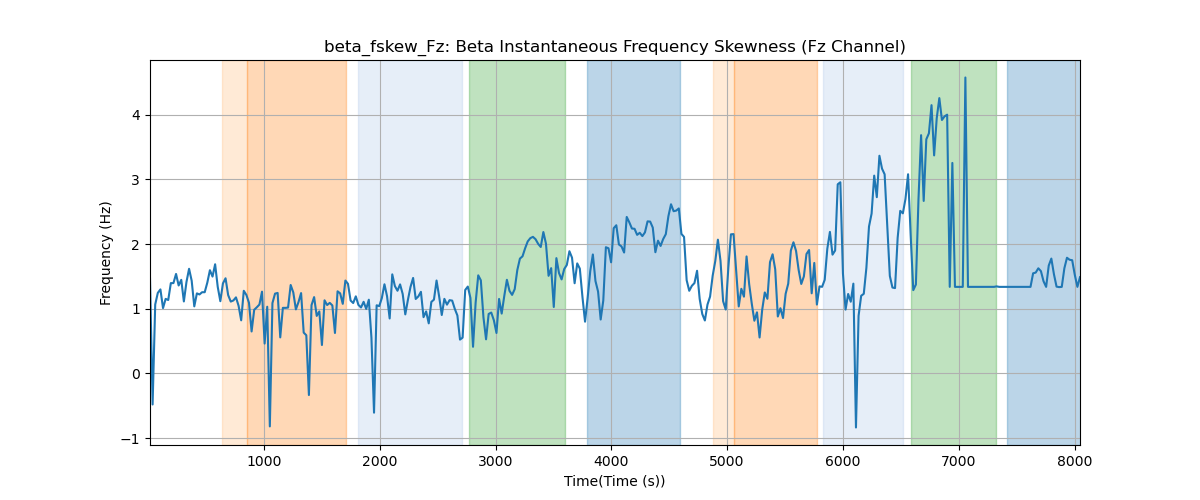 beta_fskew_Fz: Beta Instantaneous Frequency Skewness (Fz Channel)
Frequency (Hz)
4
3
2
1
0
−1
1000 2000 3000 4000 5000 6000 7000 8000
Time(Time (s))